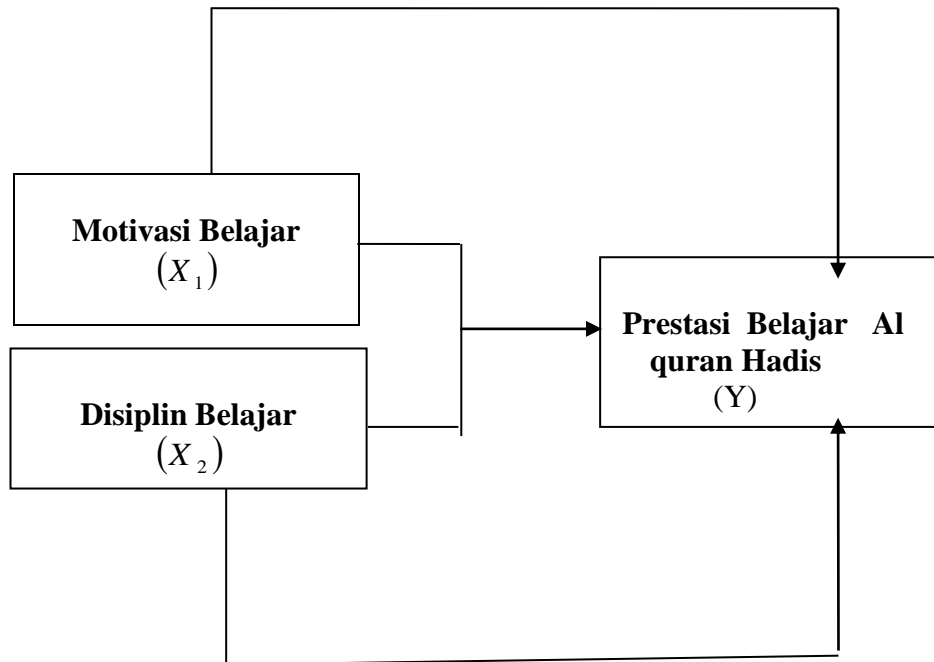 Motivasi Belajar
(X₁)
Prestasi Belajar Al
quran Hadis
(Y)
Disiplin Belajar
(X₂)